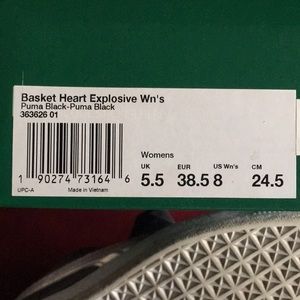 Basket Heart Explosive Wn's
Puma Black-Puma Black
363626 01
Womens
UK EUR US Wn's CM
5.5 38.5 8 24.5
1 90274 73164 6
UPC-A Made in Vietnam